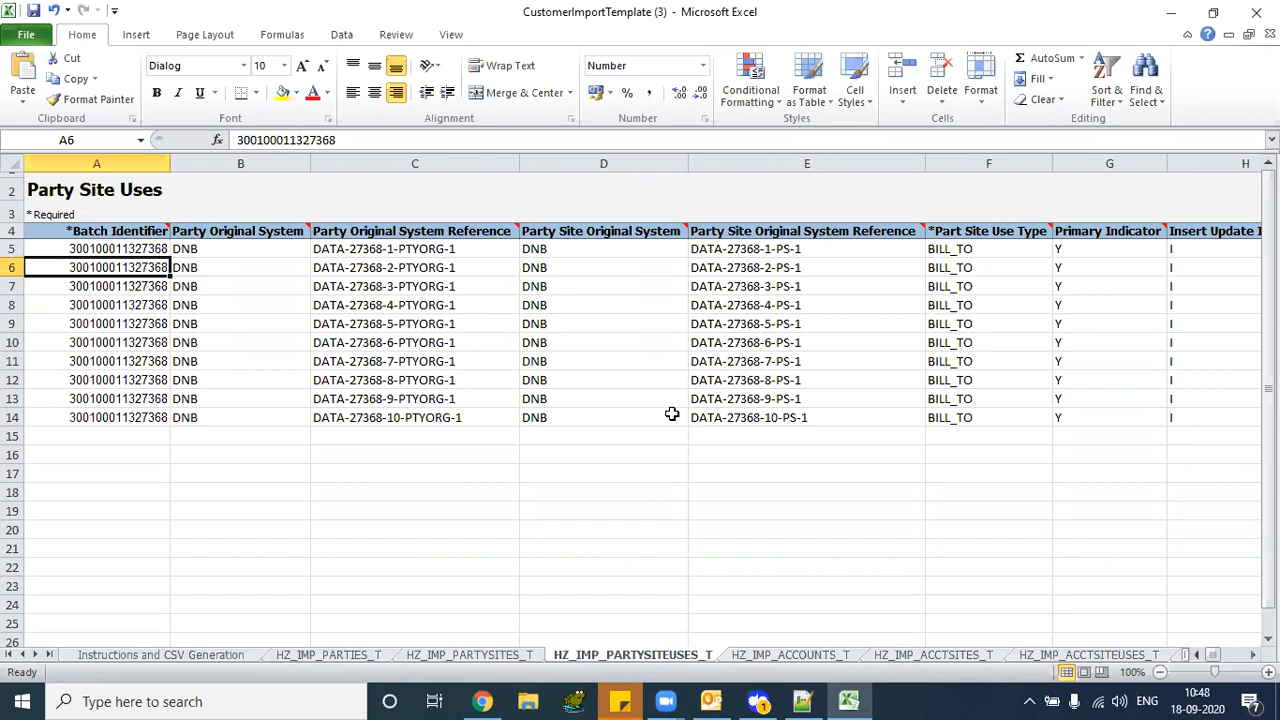 CustomerImportTemplate (3) - Microsoft Excel
File Home Insert Page Layout Formulas Data Review View
Paste Cut Dialog 10 Wrap Text Number Conditional Formatting Format as Table Cell Styles Insert Delete Format AutoSum Sort & Filter Find & Select
Copy Fill
Format Painter Merge & Center Clear
Clipboard Font Alignment Number Styles Cells Editing
A6 fx 300100011327368
A B C D E F G H
2 Party Site Uses
3 * Required
4 *Batch Identifier Party Original System Party Original System Reference Party Site Original System Party Site Original System Reference *Part Site Use Type Primary Indicator Insert Update I
5 300100011327368 DNB DATA-27368-1-PTYORG-1 DNB DATA-27368-1-PS-1 BILL_TO Y I
6 300100011327368 DNB DATA-27368-2-PTYORG-1 DNB DATA-27368-2-PS-1 BILL_TO Y I
7 300100011327368 DNB DATA-27368-3-PTYORG-1 DNB DATA-27368-3-PS-1 BILL_TO Y I
8 300100011327368 DNB DATA-27368-4-PTYORG-1 DNB DATA-27368-4-PS-1 BILL_TO Y I
9 300100011327368 DNB DATA-27368-5-PTYORG-1 DNB DATA-27368-5-PS-1 BILL_TO Y I
10 300100011327368 DNB DATA-27368-6-PTYORG-1 DNB DATA-27368-6-PS-1 BILL_TO Y I
11 300100011327368 DNB DATA-27368-7-PTYORG-1 DNB DATA-27368-7-PS-1 BILL_TO Y I
12 300100011327368 DNB DATA-27368-8-PTYORG-1 DNB DATA-27368-8-PS-1 BILL_TO Y I
13 300100011327368 DNB DATA-27368-9-PTYORG-1 DNB DATA-27368-9-PS-1 BILL_TO Y I
14 300100011327368 DNB DATA-27368-10-PTYORG-1 DNB DATA-27368-10-PS-1 BILL_TO Y I
15
16
17
18
19
20
21
22
23
24
25
26
Instructions and CSV Generation HZ_IMP_PARTIES_T HZ_IMP_PARTYSITES_T HZ_IMP_PARTYSITEUSES_T HZ_IMP_ACCOUNTS_T HZ_IMP_ACCTSITES_T HZ_IMP_ACCTSITEUSES_T
Ready 100%
Type here to search ENG 10:48
18-09-2020